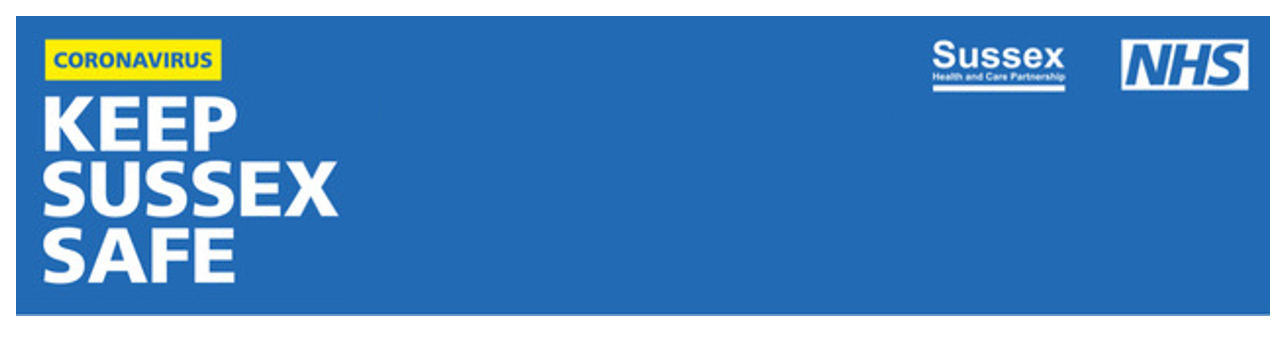 CORONAVIRUS
KEEP
SUSSEX
SAFE
Sussex
Health and Care Partnership
NHS